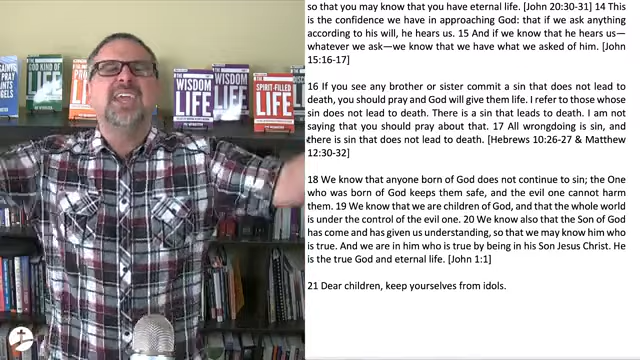 SAINTS
PRAY
SAINTS
ANGELS
GOD KIND OF
LIFE
THE
WISDOM
LIFE
THE
WISDOM
LIFE
THE
SPIRIT-FILLED
LIFE
so that you may know that you have eternal life. [John 20:30-31] 14 This
is the confidence we have in approaching God: that if we ask anything
according to his will, he hears us. 15 And if we know that he hears us—
whatever we ask—we know that we have what we asked of him. [John
15:16-17]
16 If you see any brother or sister commit a sin that does not lead to
death, you should pray and God will give them life. I refer to those whose
sin does not lead to death. There is a sin that leads to death. I am not
saying that you should pray about that. 17 All wrongdoing is sin, and
there is sin that does not lead to death. [Hebrews 10:26-27 & Matthew
12:30-32]
18 We know that anyone born of God does not continue to sin; the One
who was born of God keeps them safe, and the evil one cannot harm
them. 19 We know that we are children of God, and that the whole world
is under the control of the evil one. 20 We know also that the Son of God
has come and has given us understanding, so that we may know him who
is true. And we are in him who is true by being in his Son Jesus Christ. He
is the true God and eternal life. [John 1:1]
21 Dear children, keep yourselves from idols.